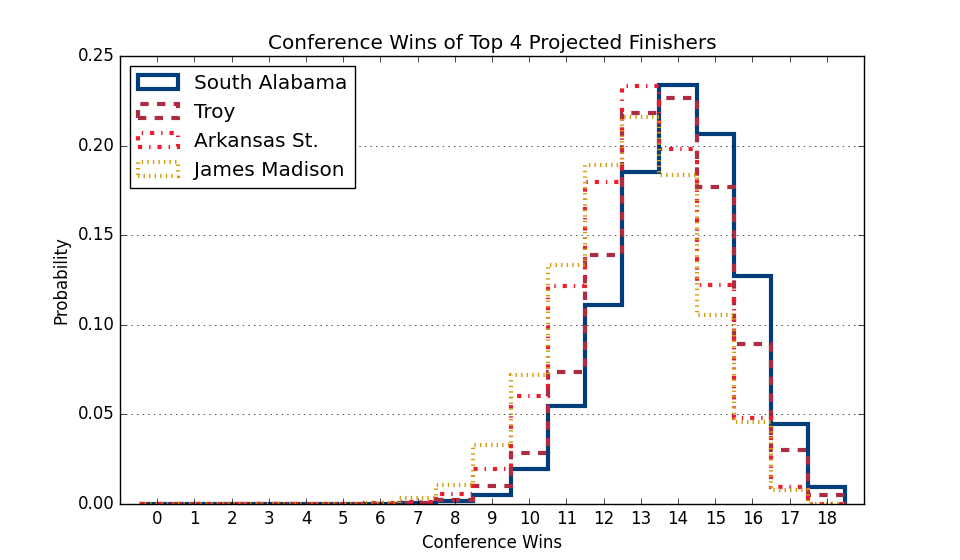 Conference Wins of Top 4 Projected Finishers
0.25
0.20
0.15
0.10
0.05
0.00
Probability
South Alabama
Troy
Arkansas St.
James Madison
0 1 2 3 4 5 6 7 8 9 10 11 12 13 14 15 16 17 18
Conference Wins